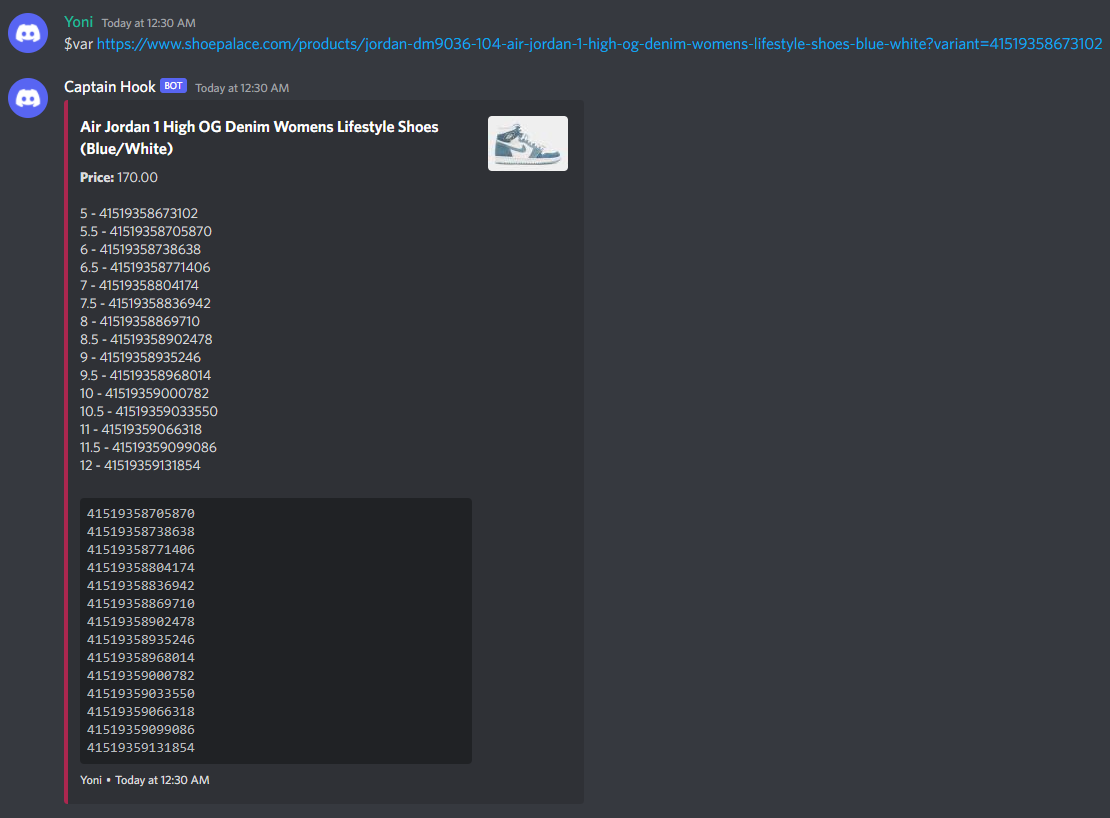 Yoni Today at 12:30 AM
$var https://www.shoepalace.com/products/jordan-dm9036-104-air-jordan-1-high-og-denim-womens-lifestyle-shoes-blue-white?variant=41519358673102
Captain Hook BOT Today at 12:30 AM
Air Jordan 1 High OG Denim Womens Lifestyle Shoes
(Blue/White)
Price: 170.00
5 - 41519358673102
5.5 - 41519358705870
6 - 41519358738638
6.5 - 41519358771406
7 - 41519358804174
7.5 - 41519358836942
8 - 41519358869710
8.5 - 41519358902478
9 - 41519358935246
9.5 - 41519358968014
10 - 41519359000782
10.5 - 41519359033550
11 - 41519359066318
11.5 - 41519359099086
12 - 41519359131854
41519358705870
41519358738638
41519358771406
41519358804174
41519358836942
41519358869710
41519358902478
41519358935246
41519358968014
41519359000782
41519359033550
41519359066318
41519359099086
41519359131854
Yoni • Today at 12:30 AM